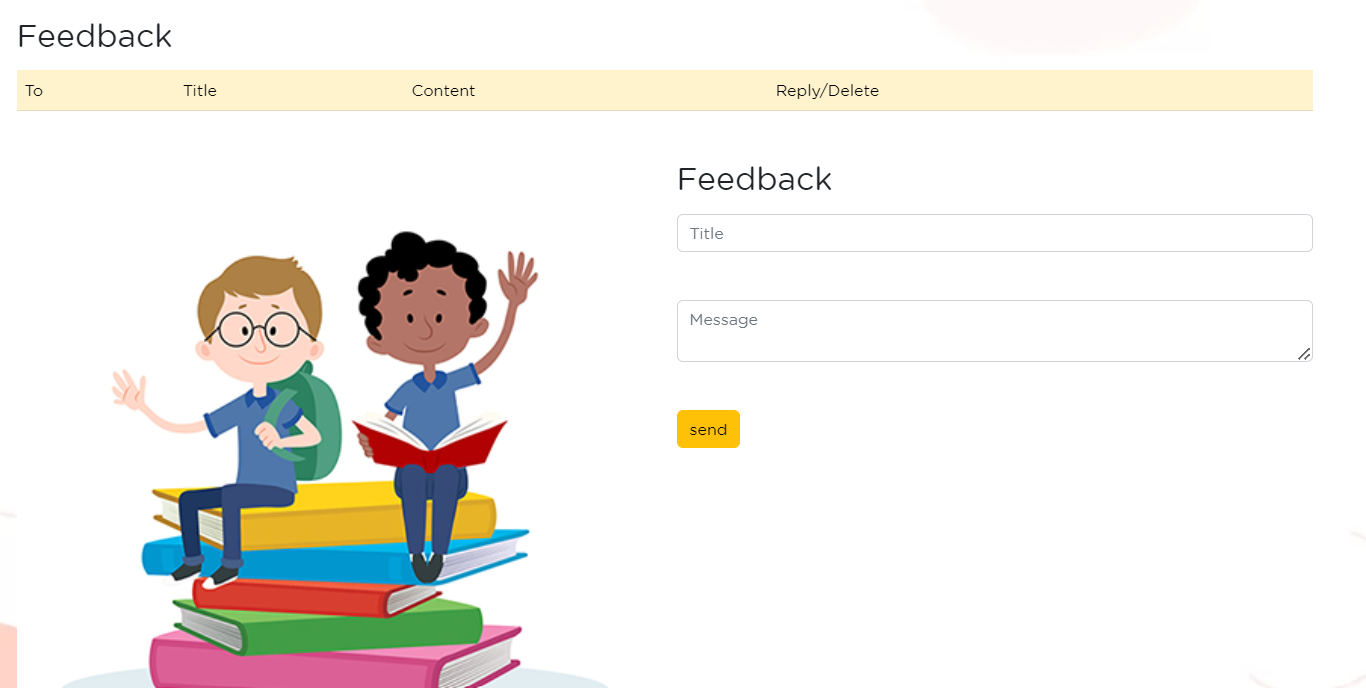 Feedback
To Title Content Reply/Delete
Feedback
Title
Message
send